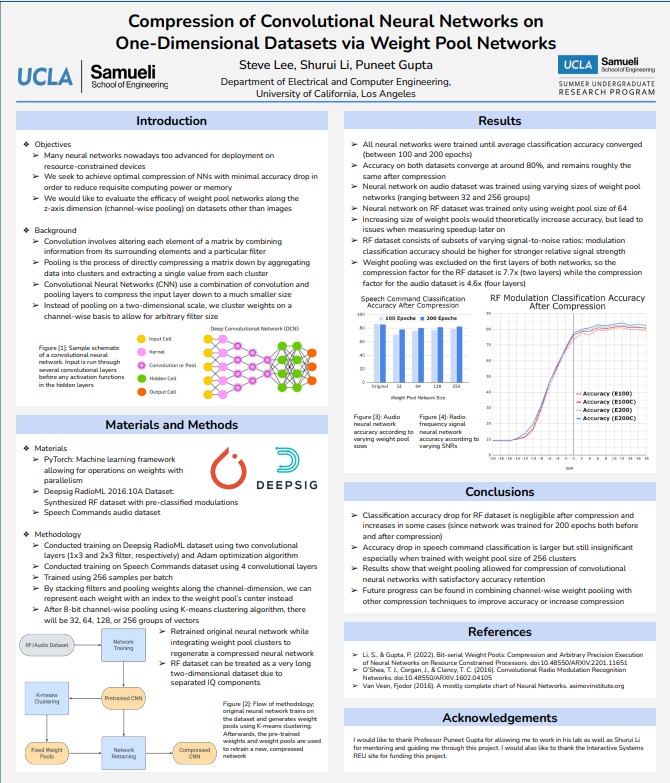 Compression of Convolutional Neural Networks on
One-Dimensional Datasets via Weight Pool Networks
UCLA Samueli
School of Engineering
Steve Lee, Shurui Li, Puneet Gupta
Department of Electrical and Computer Engineering,
University of California, Los Angeles
UCLA Samueli
School of Engineering
SUMMER UNDERGRADUATE
RESEARCH PROGRAM
Introduction
❖ Objectives
➢ Many neural networks nowadays too advanced for deployment on
resource-constrained devices
➢ We seek to achieve optimal compression of NNs with minimal accuracy drop in
order to reduce requisite computing power or memory
➢ We would like to evaluate the efficacy of weight pool networks along the
z-axis dimension (channel-wise pooling) on datasets other than images
❖ Background
➢ Convolution involves altering each element of a matrix by combining
information from its surrounding elements and a particular filter
➢ Pooling is the process of directly compressing a matrix down by aggregating
data into clusters and extracting a single value from each cluster
➢ Convolutional Neural Networks (CNN) use a combination of convolution and
pooling layers to compress the input layer down to a much smaller size
➢ Instead of pooling on a two-dimensional scale, we cluster weights on a
channel-wise basis to allow for arbitrary filter size
Figure [1]: Sample schematic
of a convolutional neural
network. Input is run through
several convolutional layers
before any activation functions
in the hidden layers
Input Cell
Kernel
Convolution or Pool
Hidden Cell
Output Cell
Deep Convolutional Network (DCN)
Materials and Methods
❖ Materials
➢ PyTorch: Machine learning framework
allowing for operations on weights with
parallelism
➢ Deepsig RadioML 2016.10A Dataset:
Synthesized RF dataset with pre-classified modulations
➢ Speech Commands audio dataset
DEEPSIG
❖ Methodology
➢ Conducted training on Deepsig RadioML dataset using two convolutional
layers (1x3 and 2x3 filter, respectively) and Adam optimization algorithm
➢ Conducted training on Speech Commands dataset using 4 convolutional layers
➢ Trained using 256 samples per batch
➢ By stacking filters and pooling weights along the channel-dimension, we can
represent each weight with an index to the weight pool's center instead
➢ After 8-bit channel-wise pooling using K-means clustering algorithm, there
will be 32, 64, 128, or 256 groups of vectors
➢ Retrained original neural network while
integrating weight pool clusters to
regenerate a compressed neural network
➢ RF dataset can be treated as a very long
two-dimensional dataset due to
separated IQ components
RF/Audio Dataset
Network
Training
K-means
Clustering
Pretrained CNN
Fixed Weight
Pools
Network
Retraining
Compressed
CNN
Figure [2]: Flow of methodology;
original neural network trains on
the dataset and generates weight
pools using K-means clustering.
Afterwards, the pre-trained
weights and weight pools are used
to retrain a new, compressed
network
Results
➢ All neural networks were trained until average classification accuracy converged
(between 100 and 200 epochs)
➢ Accuracy on both datasets converge at around 80%, and remains roughly the
same after compression
➢ Neural network on audio dataset was trained using varying sizes of weight pool
networks (ranging between 32 and 256 groups)
➢ Neural network on RF dataset was trained only using weight pool size of 64
➢ Increasing size of weight pools would theoretically increase accuracy, but lead to
issues when measuring speedup later on
➢ RF dataset consists of subsets of varying signal-to-noise ratios; modulation
classification accuracy should be higher for stronger relative signal strength
➢ Weight pooling was excluded on the first layers of both networks, so the
compression factor for the RF dataset is 7.7x (two layers) while the compression
factor for the audio dataset is 4.6x (four layers)
Speech Command Classification
Accuracy After Compression
100 Epochs 200 Epochs
100
80
60
40
20
0
Original 32 64 128 256
Weight Pool Network Size
RF Modulation Classification Accuracy
After Compression
90
80
70
60
50
40
30
20
10
0
Accuracy (E100)
Accuracy (E100C)
Accuracy (E200)
Accuracy (E200C)
-20 -18 -16 -14 -12 -10 -8 -6 -4 -2 0 2 4 6 8 10 12 14 16 18
SNR
Figure [3]: Audio
neural network
accuracy according to
varying weight pool
sizes
Figure [4]: Radio
frequency signal
neural network
accuracy according to
varying SNRs
Conclusions
➢ Classification accuracy drop for RF dataset is negligible after compression and
increases in some cases (since network was trained for 200 epochs both before
and after compression)
➢ Accuracy drop in speech command classification is larger but still insignificant
especially when trained with weight pool size of 256 clusters
➢ Results show that weight pooling allowed for compression of convolutional
neural networks with satisfactory accuracy retention
➢ Future progress can be found in combining channel-wise weight pooling with
other compression techniques to improve accuracy or increase compression
References
➢ Li, S., & Gupta, P. (2022). Bit-serial Weight Pools: Compression and Arbitrary Precision Execution
of Neural Networks on Resource Constrained Processors. doi:10.48550/ARXIV.2201.11651
➢ O'Shea, T. J., Corgan, J., & Clancy, T. C. (2016). Convolutional Radio Modulation Recognition
Networks. doi:10.48550/ARXIV.1602.04105
➢ Van Veen, Fjodor (2016). A mostly complete chart of Neural Networks. asimovinstitute.org
Acknowledgements
I would like to thank Professor Puneet Gupta for allowing me to work in his lab as well as Shurui Li
for mentoring and guiding me through this project. I would also like to thank the Interactive Systems
REU site for funding this project.